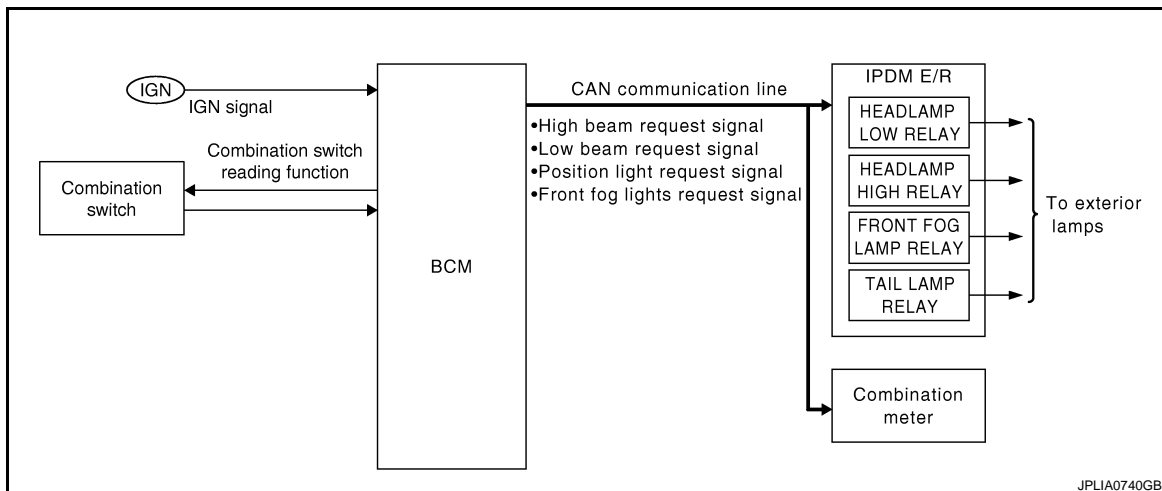 IGN
IGN signal
Combination switch
reading function
Combination
switch
BCM
CAN communication line
•High beam request signal
•Low beam request signal
•Position light request signal
•Front fog lights request signal
IPDM E/R
HEADLAMP
LOW RELAY
HEADLAMP
HIGH RELAY
FRONT FOG
LAMP RELAY
TAIL LAMP
RELAY
To exterior
lamps
Combination
meter
JPLIA0740GB